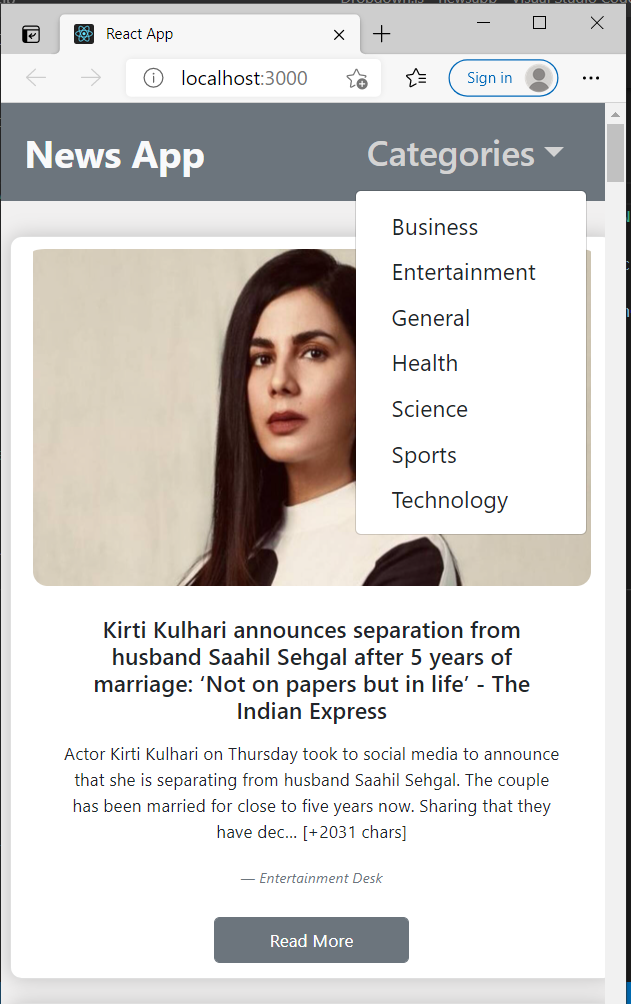 React App
localhost:3000
Sign in
News App
Categories
Business
Entertainment
General
Health
Science
Sports
Technology
Kirti Kulhari announces separation from
husband Saahil Sehgal after 5 years of
marriage: ‘Not on papers but in life’ - The
Indian Express
Actor Kirti Kulhari on Thursday took to social media to announce
that she is separating from husband Saahil Sehgal. The couple
has been married for close to five years now. Sharing that they
have dec… [+2031 chars]
— Entertainment Desk
Read More